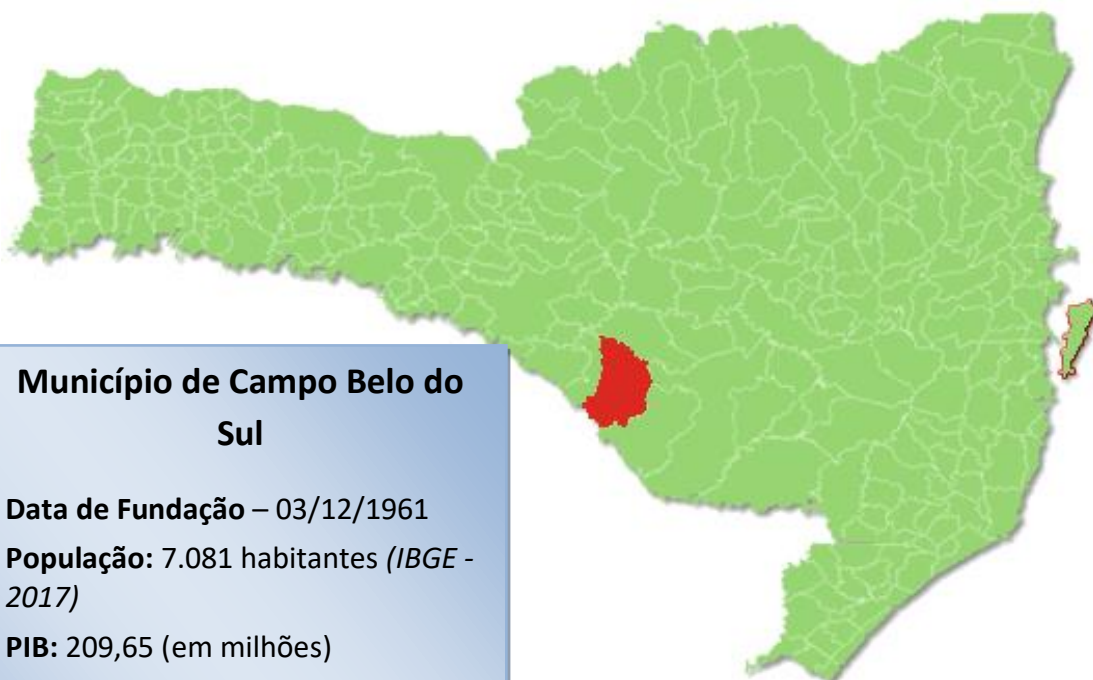 Município de Campo Belo do
Sul
Data de Fundação – 03/12/1961
População: 7.081 habitantes (IBGE -
2017)
PIB: 209,65 (em milhões)